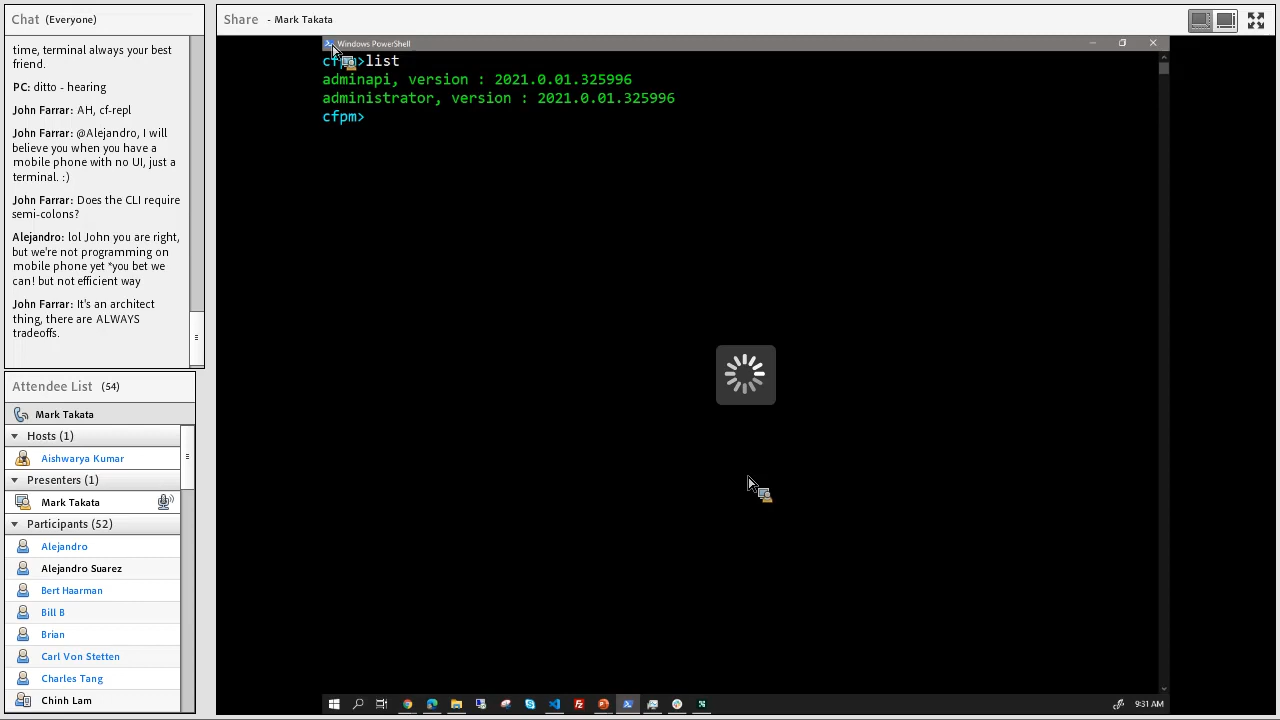 Chat (Everyone)
time, terminal always your best
friend.
PC: ditto - hearing
John Farrar: AH, cf-repl
John Farrar: @Alejandro, I will
believe you when you have a
mobile phone with no UI, just a
terminal. :)
John Farrar: Does the CLI require
semi-colons?
Alejandro: lol John you are right,
but we're not programming on
mobile phone yet *you bet we
can! but not efficient way
John Farrar: It's an architect
thing, there are ALWAYS
tradeoffs.
Attendee List (54)
Mark Takata
Hosts (1)
Aishwarya Kumar
Presenters (1)
Mark Takata
Participants (52)
Alejandro
Alejandro Suarez
Bert Haarman
Bill B
Brian
Carl Von Stetten
Charles Tang
Chinh Lam
Share - Mark Takata
Windows PowerShell
cfpm>list
adminapi, version : 2021.0.01.325996
administrator, version : 2021.0.01.325996
cfpm>
9:31 AM